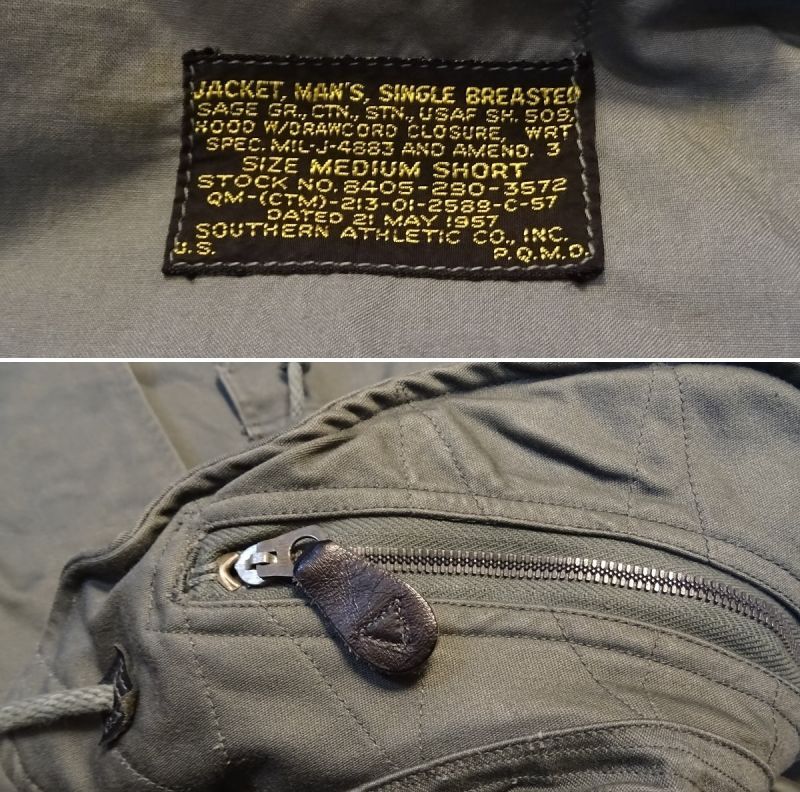 JACKET, MAN'S, SINGLE BREASTED
SAGE GR., CTN., STN., USAF SH. 509,
HOOD W/DRAWCORD CLOSURE, WRT
SPEC. MIL-J-4883 AND AMEND. 3
SIZE MEDIUM SHORT
STOCK NO. 8405-290-3572
QM-(CTM)-213-01-2589-C-57
DATED 21 MAY 1957
SOUTHERN ATHLETIC CO., INC.
U.S. P.Q.M.D.